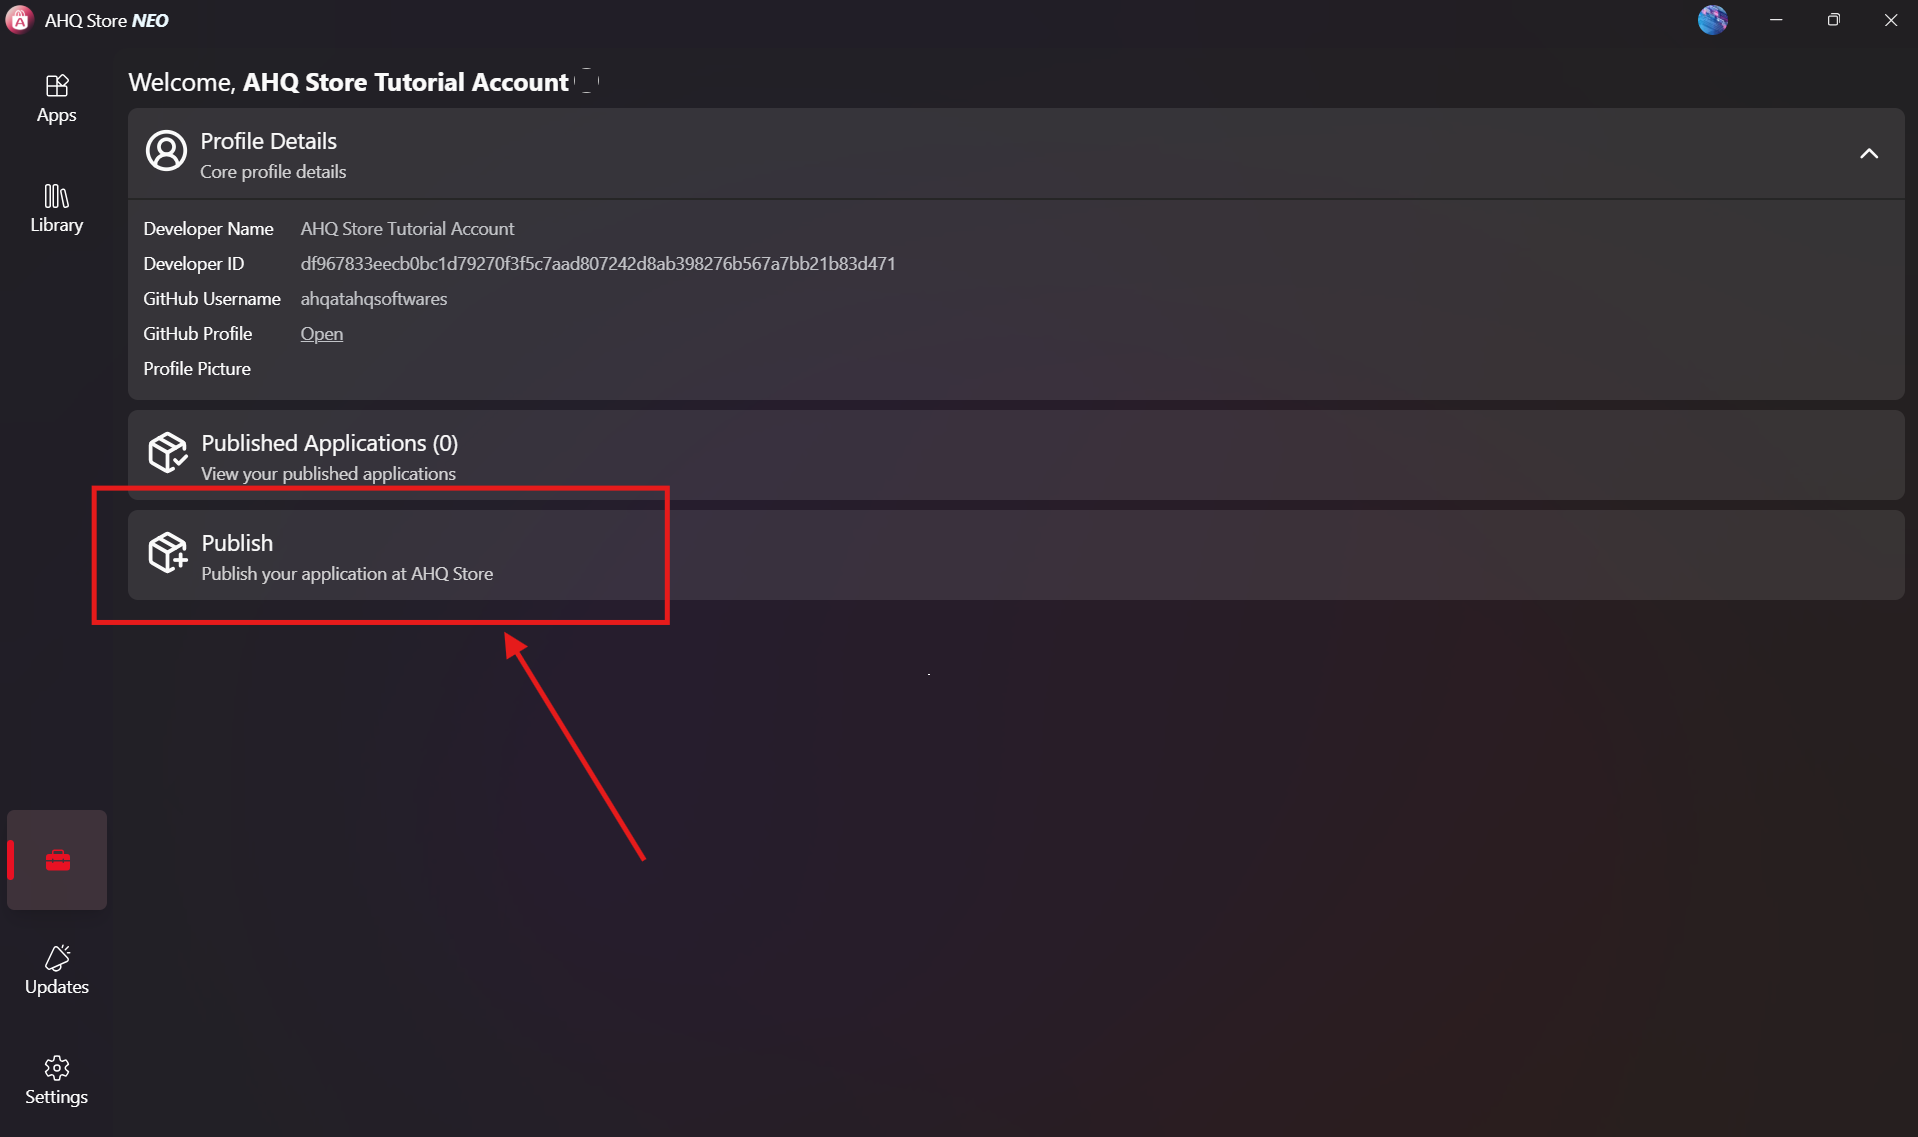 AHQ Store NEO
Apps
Library
Updates
Settings
Welcome, AHQ Store Tutorial Account
Profile Details
Core profile details
Developer Name AHQ Store Tutorial Account
Developer ID df967833eecb0bc1d79270f3f5c7aad807242d8ab398276b567a7bb21b83d471
GitHub Username ahqatahqsoftwares
GitHub Profile Open
Profile Picture
Published Applications (0)
View your published applications
Publish
Publish your application at AHQ Store